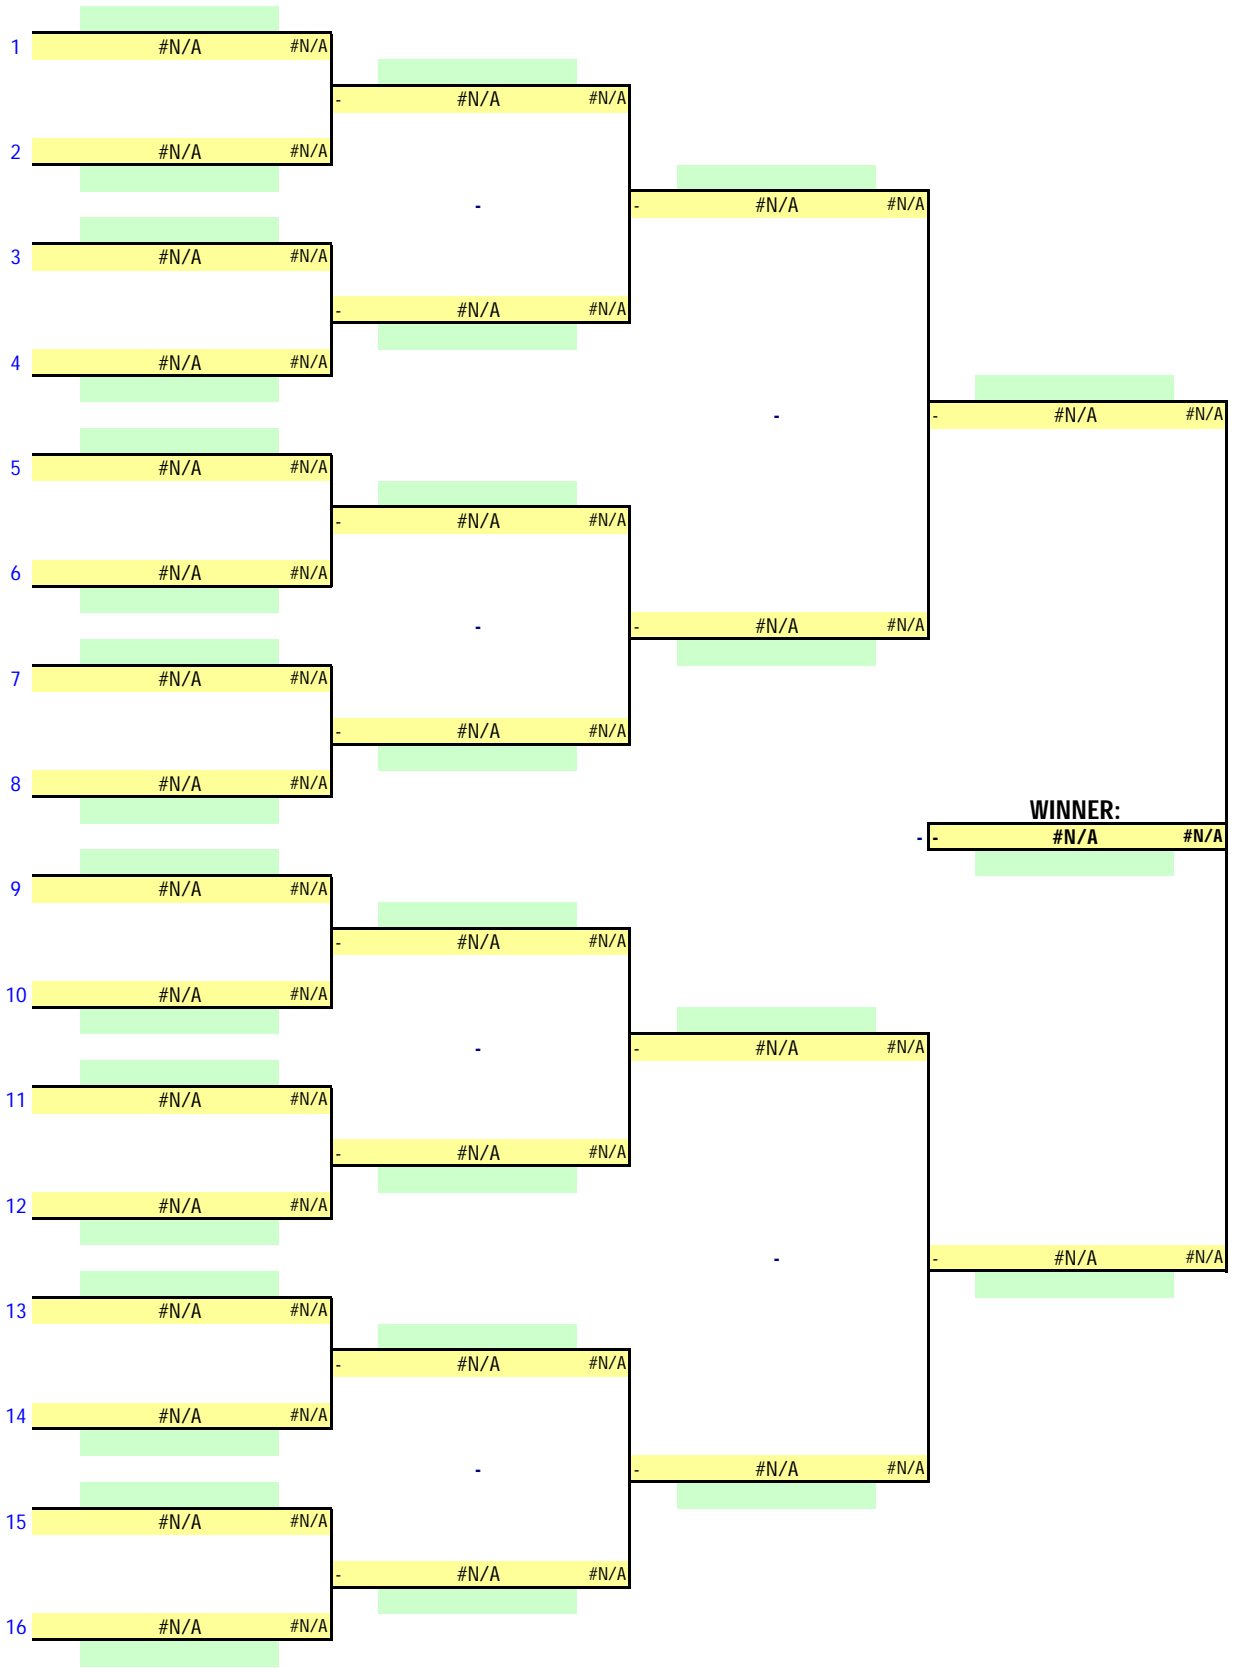 1 #N/A #N/A
- #N/A #N/A
2 #N/A #N/A
- - #N/A #N/A
3 #N/A #N/A
- #N/A #N/A
4 #N/A #N/A
- - #N/A #N/A
5 #N/A #N/A
- #N/A #N/A
6 #N/A #N/A
- - #N/A #N/A
7 #N/A #N/A
- #N/A #N/A
8 #N/A #N/A
WINNER:
- - #N/A #N/A
9 #N/A #N/A
- #N/A #N/A
10 #N/A #N/A
- - #N/A #N/A
11 #N/A #N/A
- #N/A #N/A
12 #N/A #N/A
- - #N/A #N/A
13 #N/A #N/A
- #N/A #N/A
14 #N/A #N/A
- - #N/A #N/A
15 #N/A #N/A
- #N/A #N/A
16 #N/A #N/A